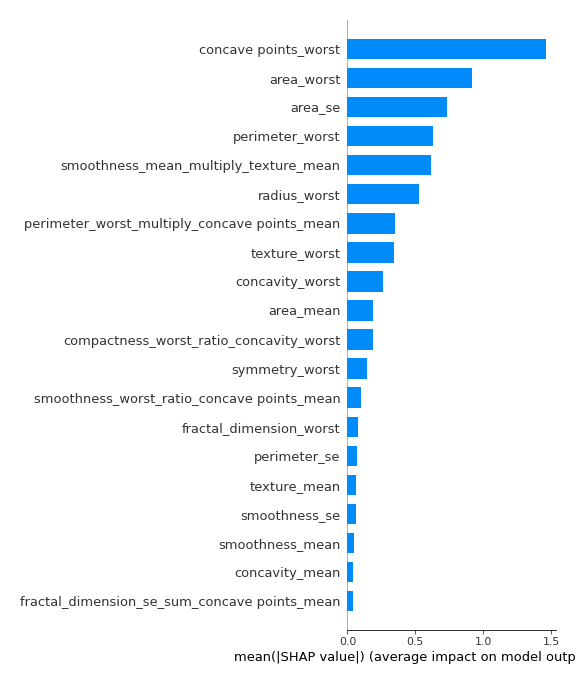 concave points_worst
area_worst
area_se
perimeter_worst
smoothness_mean_multiply_texture_mean
radius_worst
perimeter_worst_multiply_concave points_mean
texture_worst
concavity_worst
area_mean
compactness_worst_ratio_concavity_worst
symmetry_worst
smoothness_worst_ratio_concave points_mean
fractal_dimension_worst
perimeter_se
texture_mean
smoothness_se
smoothness_mean
concavity_mean
fractal_dimension_se_sum_concave points_mean
0.0 0.5 1.0 1.5
mean(|SHAP value|) (average impact on model outp